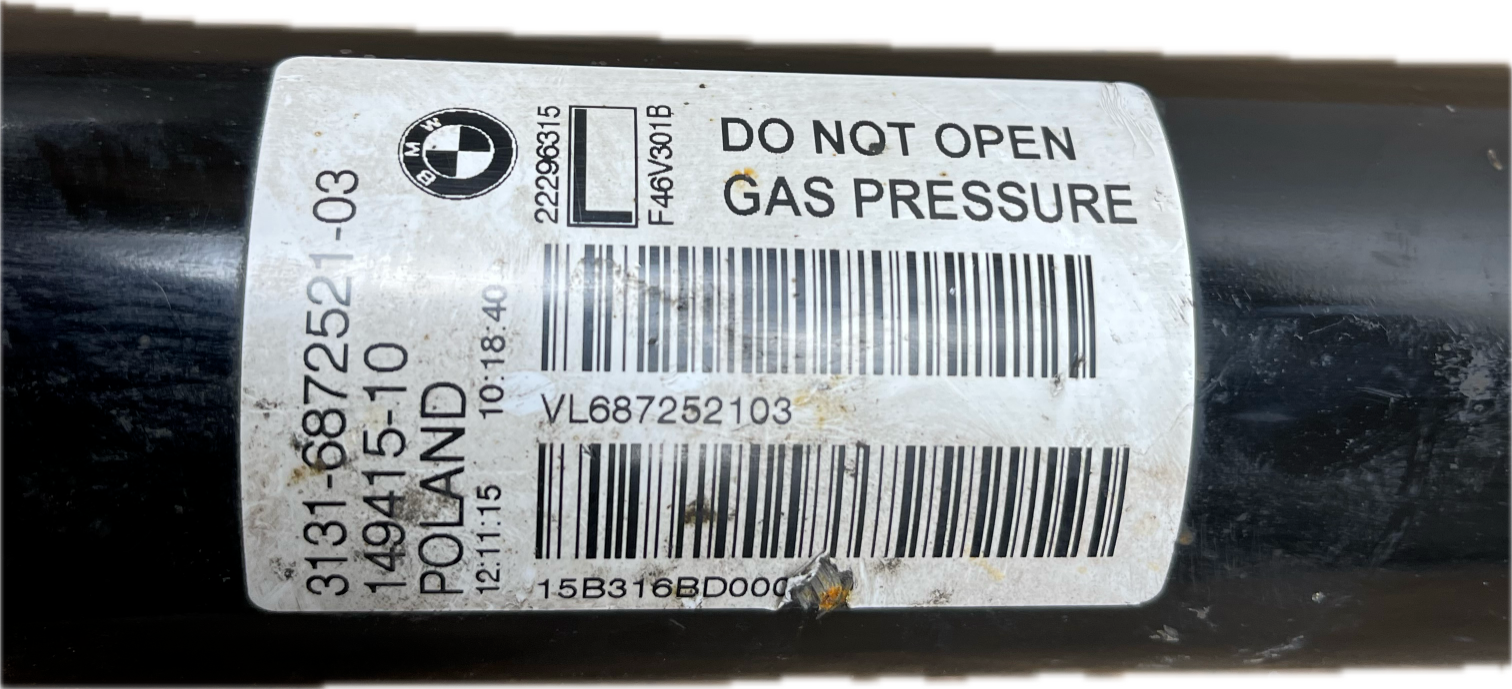 3131-6872521-03
149415-10
POLAND
12:11:15 10:18:40
BMW
22296315
L
F46V301B
DO NOT OPEN
GAS PRESSURE
VL687252103
15B316BD000